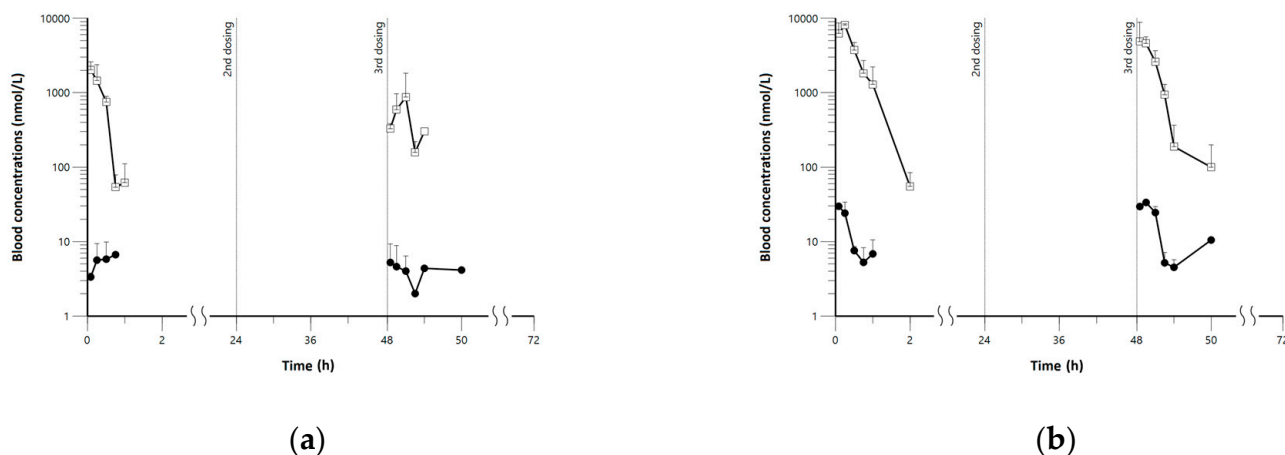 10000
1000
100
10
1
Blood concentrations (nmol/L)
2nd dosing
3rd dosing
0
2
24
36
48
50
72
Time (h)
(a)
10000
1000
100
10
1
Blood concentrations (nmol/L)
2nd dosing
3rd dosing
0
2
24
36
48
50
72
Time (h)
(b)